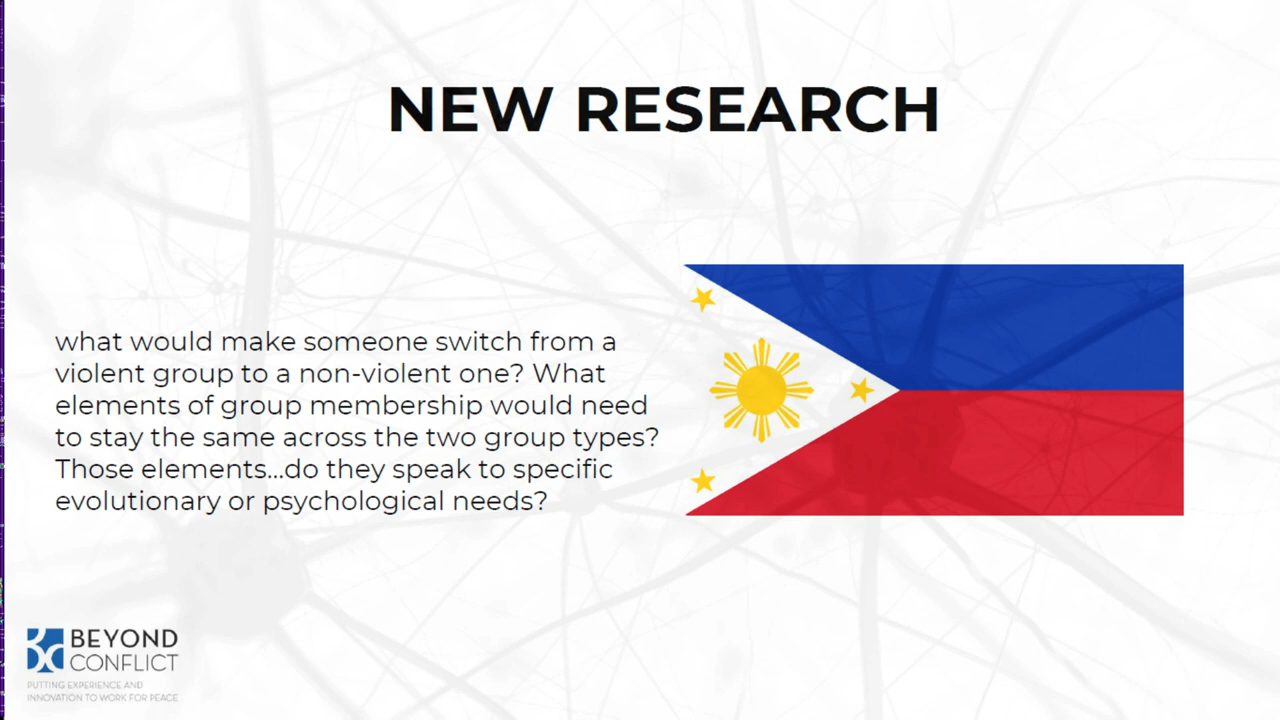 NEW RESEARCH
what would make someone switch from a
violent group to a non-violent one? What
elements of group membership would need
to stay the same across the two group types?
Those elements...do they speak to specific
evolutionary or psychological needs?
BEYOND
CONFLICT
PUTTING EXPERIENCE AND
INNOVATION TO WORK FOR PEACE